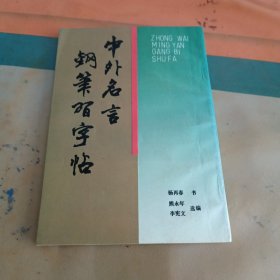 中外名言
钢笔习字帖
ZHONG WAI
MING YAN
GANG BI
SHU FA
杨再春 书
熊永年
李宪文 选编